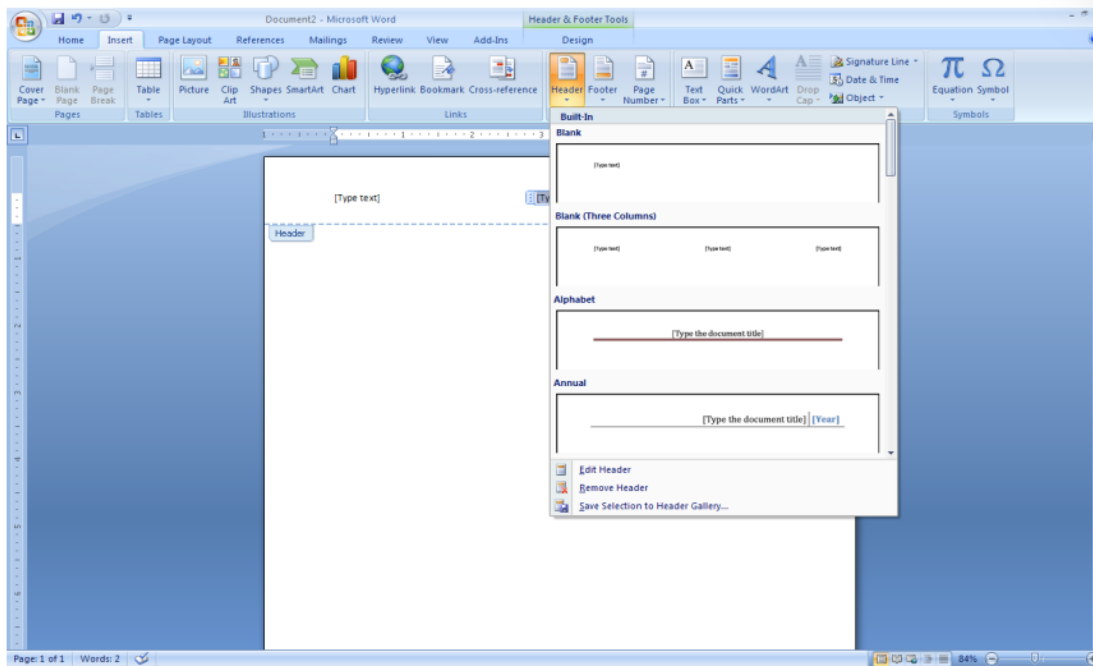 Document2 - Microsoft Word Header & Footer Tools
Home Insert Page Layout References Mailings Review View Add-Ins Design
Cover Page Blank Page Page Break Table Picture Clip Art Shapes SmartArt Chart Hyperlink Bookmark Cross-reference Header Footer Page Number Text Box Quick Parts WordArt Drop Cap Signature Line Date & Time Object Equation Symbol
Pages Tables Illustrations Links Symbols
Built-In
Blank
[Type text]
Blank (Three Columns)
[Type text] [Type text] [Type text]
Alphabet
[Type the document title]
Annual
[Type the document title] [Year]
Edit Header
Remove Header
Save Selection to Header Gallery...
1 1 2 3
[Type text] [Ty
Header
Page: 1 of 1 Words: 2 84%